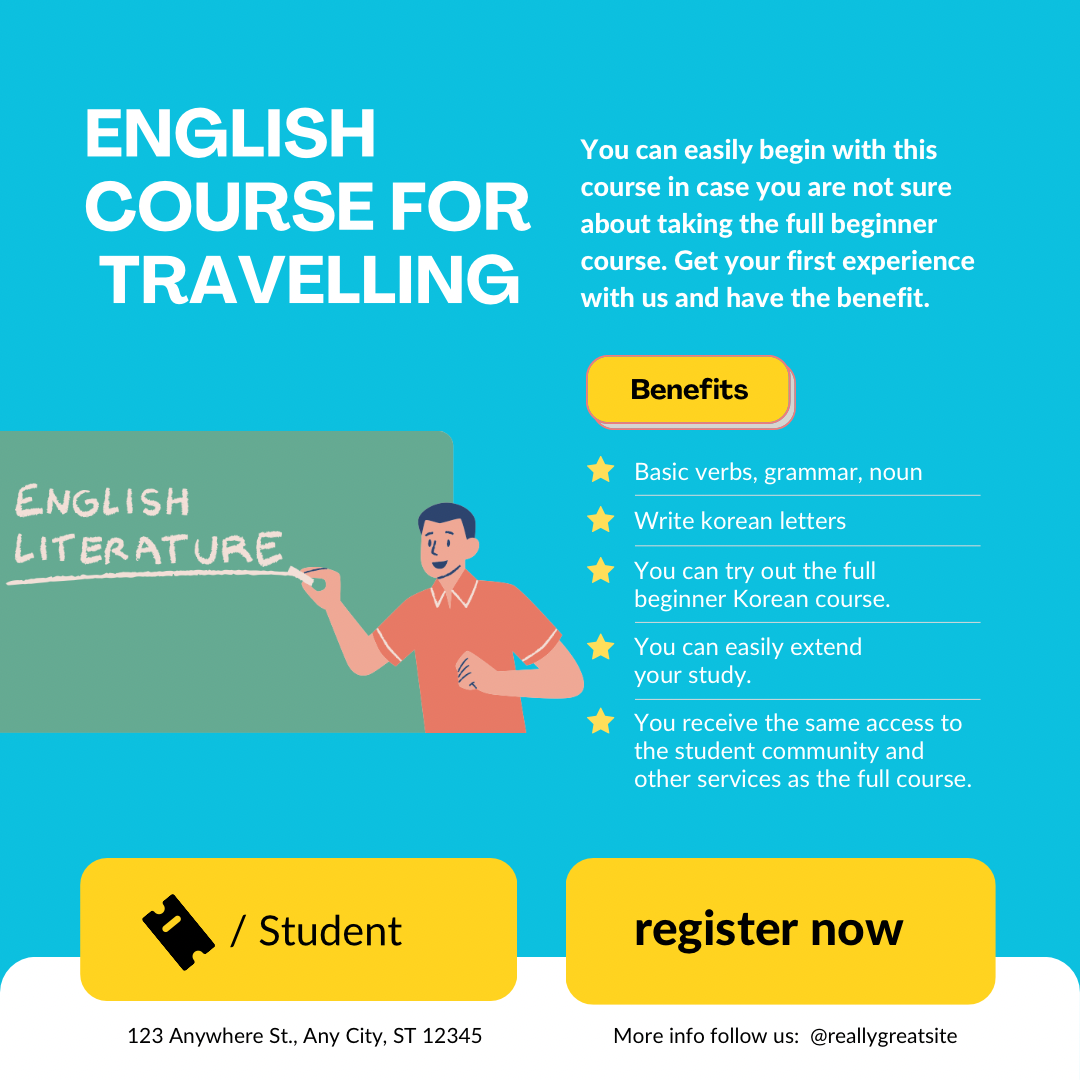 ENGLISH
COURSE FOR
TRAVELLING
You can easily begin with this
course in case you are not sure
about taking the full beginner
course. Get your first experience
with us and have the benefit.
Benefits
Basic verbs, grammar, noun
Write korean letters
You can try out the full
beginner Korean course.
You can easily extend
your study.
You receive the same access to
the student community and
other services as the full course.
ENGLISH
LITERATURE
/ Student
register now
123 Anywhere St., Any City, ST 12345
More info follow us: @reallygreatsite